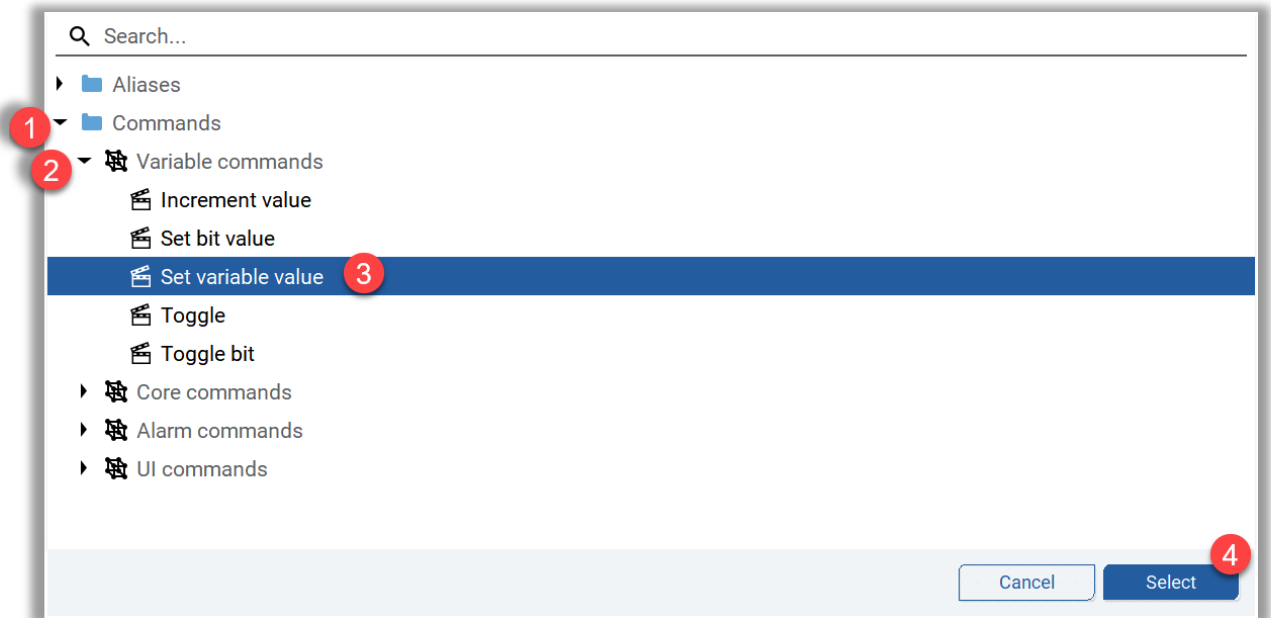 Search...
Aliases
1 Commands
2 Variable commands
Increment value
Set bit value
Set variable value 3
Toggle
Toggle bit
Core commands
Alarm commands
UI commands
4
Cancel Select